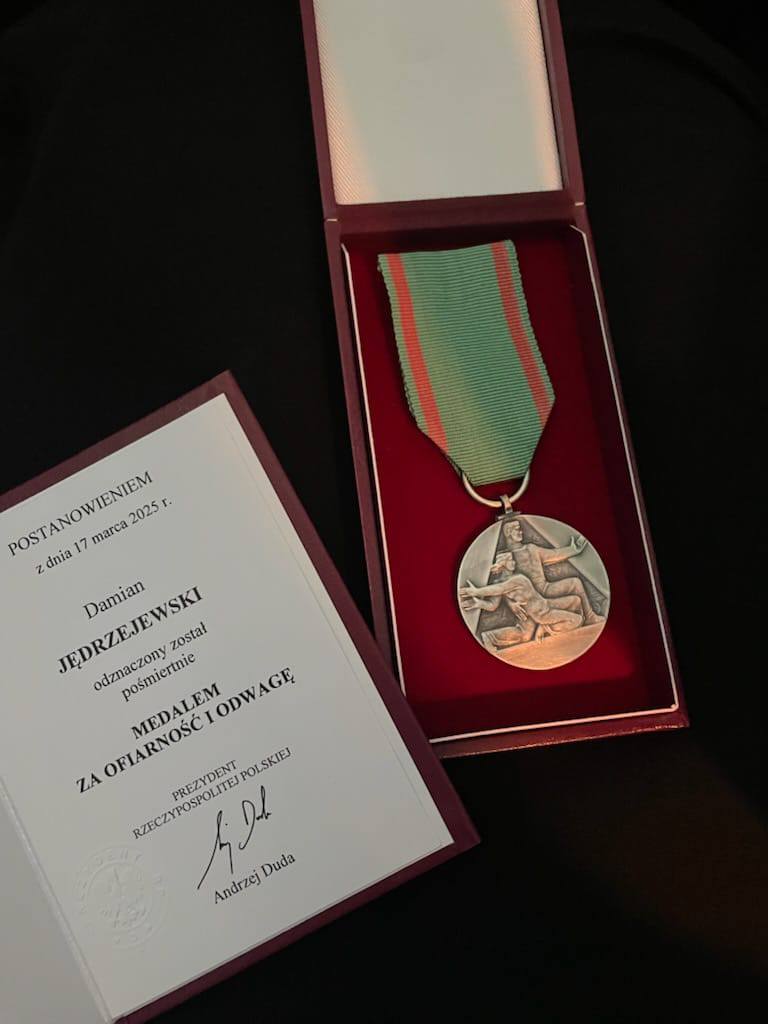 POSTANOWIENIEM
z dnia 17 marca 2025 r.
Damian
JĘDRZEJEWSKI
odznaczony został
pośmiertnie
MEDALEM
ZA OFIARNOŚĆ I ODWAGĘ
PREZYDENT
RZECZYPOSPOLITEJ POLSKIEJ
Andrzej Duda